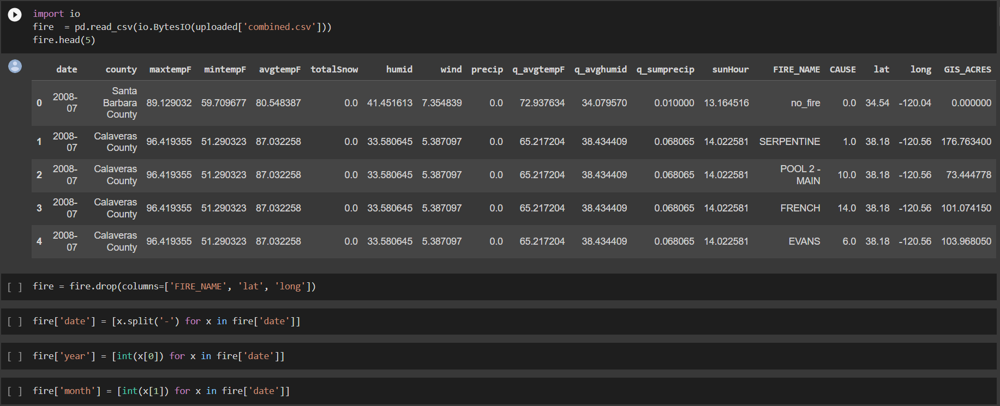 import io
fire  = pd.read_csv(io.BytesIO(uploaded['combined.csv']))
fire.head(5)
date county maxtempF mintempF avgtempF totalSnow humid wind precip q_avgtempF q_avghumid q_sumprecip sunHour FIRE_NAME CAUSE lat long GIS_ACRES
0 2008-07 Santa Barbara County 89.129032 59.709677 80.548387 0.0 41.451613 7.354839 0.0 72.937634 34.079570 0.010000 13.164516 no_fire 0.0 34.54 -120.04 0.000000
1 2008-07 Calaveras County 96.419355 51.290323 87.032258 0.0 33.580645 5.387097 0.0 65.217204 38.434409 0.068065 14.022581 SERPENTINE 1.0 38.18 -120.56 176.763400
2 2008-07 Calaveras County 96.419355 51.290323 87.032258 0.0 33.580645 5.387097 0.0 65.217204 38.434409 0.068065 14.022581 POOL 2 - MAIN 10.0 38.18 -120.56 73.444778
3 2008-07 Calaveras County 96.419355 51.290323 87.032258 0.0 33.580645 5.387097 0.0 65.217204 38.434409 0.068065 14.022581 FRENCH 14.0 38.18 -120.56 101.074150
4 2008-07 Calaveras County 96.419355 51.290323 87.032258 0.0 33.580645 5.387097 0.0 65.217204 38.434409 0.068065 14.022581 EVANS 6.0 38.18 -120.56 103.968050
[ ] fire = fire.drop(columns=['FIRE_NAME', 'lat', 'long'])
[ ] fire['date'] = [x.split('-') for x in fire['date']]
[ ] fire['year'] = [int(x[0]) for x in fire['date']]
[ ] fire['month'] = [int(x[1]) for x in fire['date']]